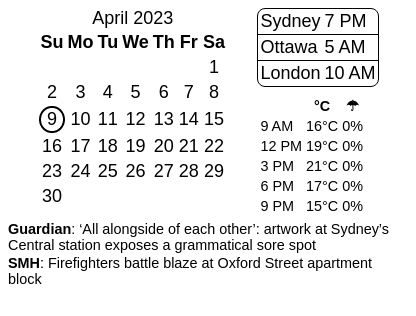 April 2023
Su Mo Tu We Th Fr Sa
1
2 3 4 5 6 7 8
9 10 11 12 13 14 15
16 17 18 19 20 21 22
23 24 25 26 27 28 29
30
Sydney 7 PM
Ottawa 5 AM
London 10 AM
°C ☂
9 AM 16°C 0%
12 PM 19°C 0%
3 PM 21°C 0%
6 PM 17°C 0%
9 PM 15°C 0%
Guardian: ‘All alongside of each other’: artwork at Sydney’s
Central station exposes a grammatical sore spot
SMH: Firefighters battle blaze at Oxford Street apartment
block